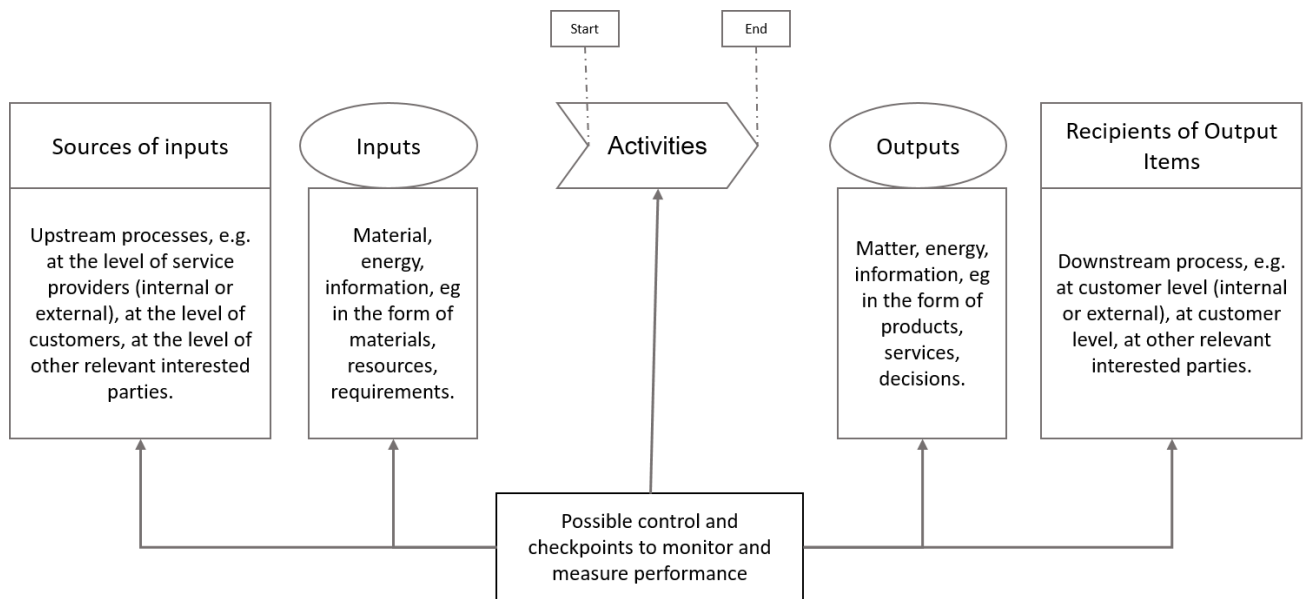 Start
End
Sources of inputs
Inputs
Activities
Outputs
Recipients of Output
Items
Upstream processes, e.g.
at the level of service
providers (internal or
external), at the level of
customers, at the level of
other relevant interested
parties.
Material,
energy,
information, eg
in the form of
materials,
resources,
requirements.
Matter, energy,
information, eg
in the form of
products,
services,
decisions.
Downstream process, e.g.
at customer level (internal
or external), at customer
level, at other relevant
interested parties.
Possible control and
checkpoints to monitor and
measure performance